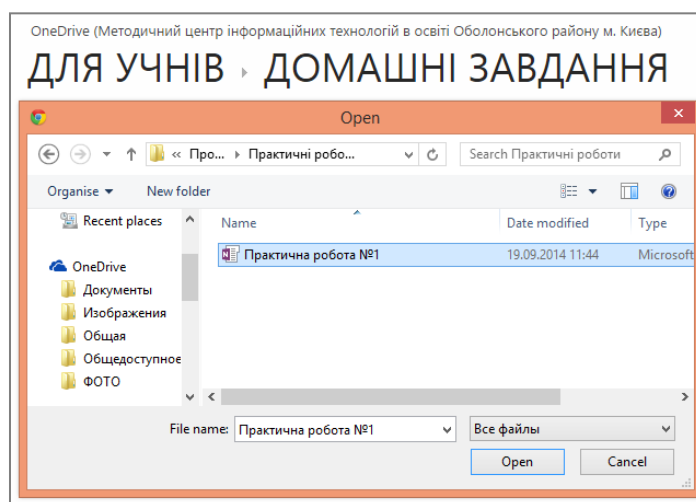 OneDrive (Методичний центр інформаційних технологій в освіті Оболонського району м. Києва)
ДЛЯ УЧНІВ ▸ ДОМАШНІ ЗАВДАННЯ
Open
« Про... ▸ Практичні робо...
Search Практичні роботи
Organise New folder
Recent places
OneDrive
Документы
Изображения
Общая
Общедоступное
ФОТО
Name Date modified Type
Практична робота №1 19.09.2014 11:44 Microsoft
File name: Практична робота №1 Все файлы
Open Cancel